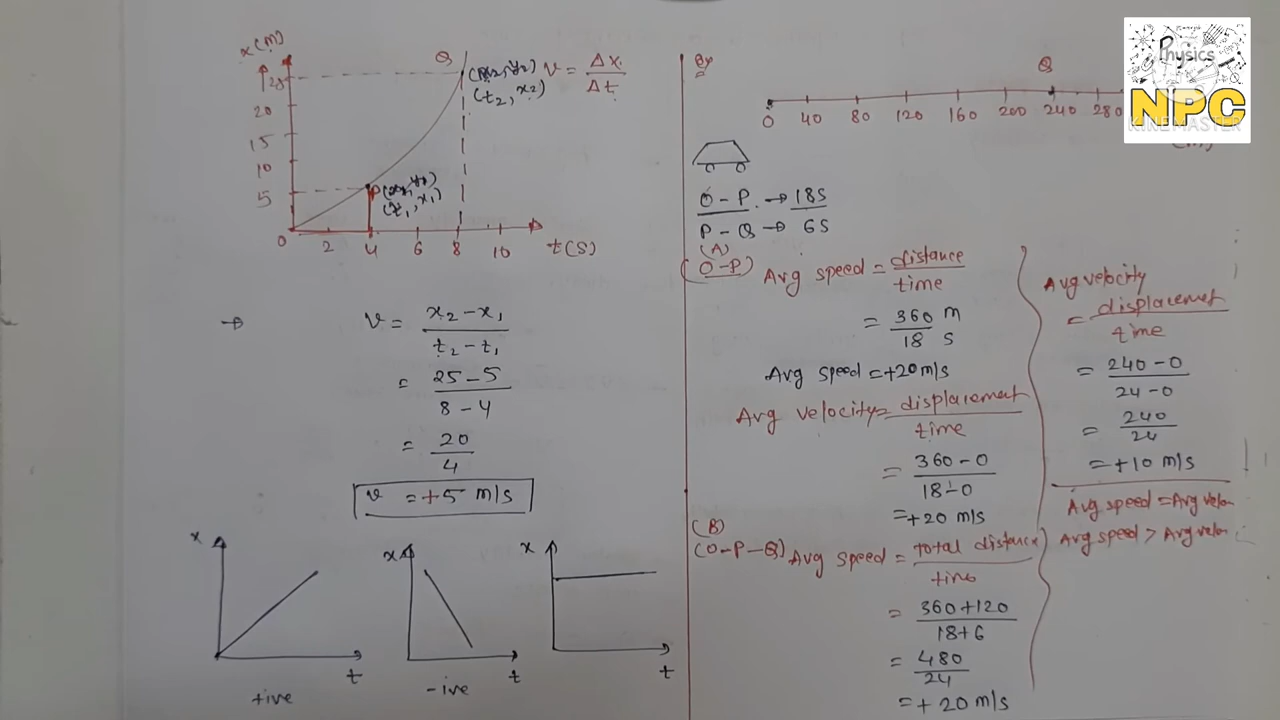 x(m)
25
20
15
10
5
0
2
4
6
8
10
t(s)
Q
(t₂, x₂)
P
(t₁, x₁)
v = Δx / Δt
v = x₂-x₁ / t₂-t₁
= 25-5 / 8-4
= 20 / 4
v = +5 m/s
x
t
+ive
x
t
-ive
x
t
Q
0 40 80 120 160 200 240 280
O-P → 18S
P-Q → 6S
(A)
(O-P) Avg speed = distance / time
= 360 m / 18 s
Avg speed = +20 m/s
Avg velocity = displacement / time
= 360-0 / 18-0
= +20 m/s
(B)
(O-P-Q) Avg speed = total distance / time
= 360+120 / 18+6
= 480 / 24
= +20 m/s
Avg velocity
= displacement / time
= 240-0 / 24-0
= 240 / 24
= +10 m/s
Avg speed = Avg velo
Avg speed > Avg velo
Physics
NPC
KINEMASTER